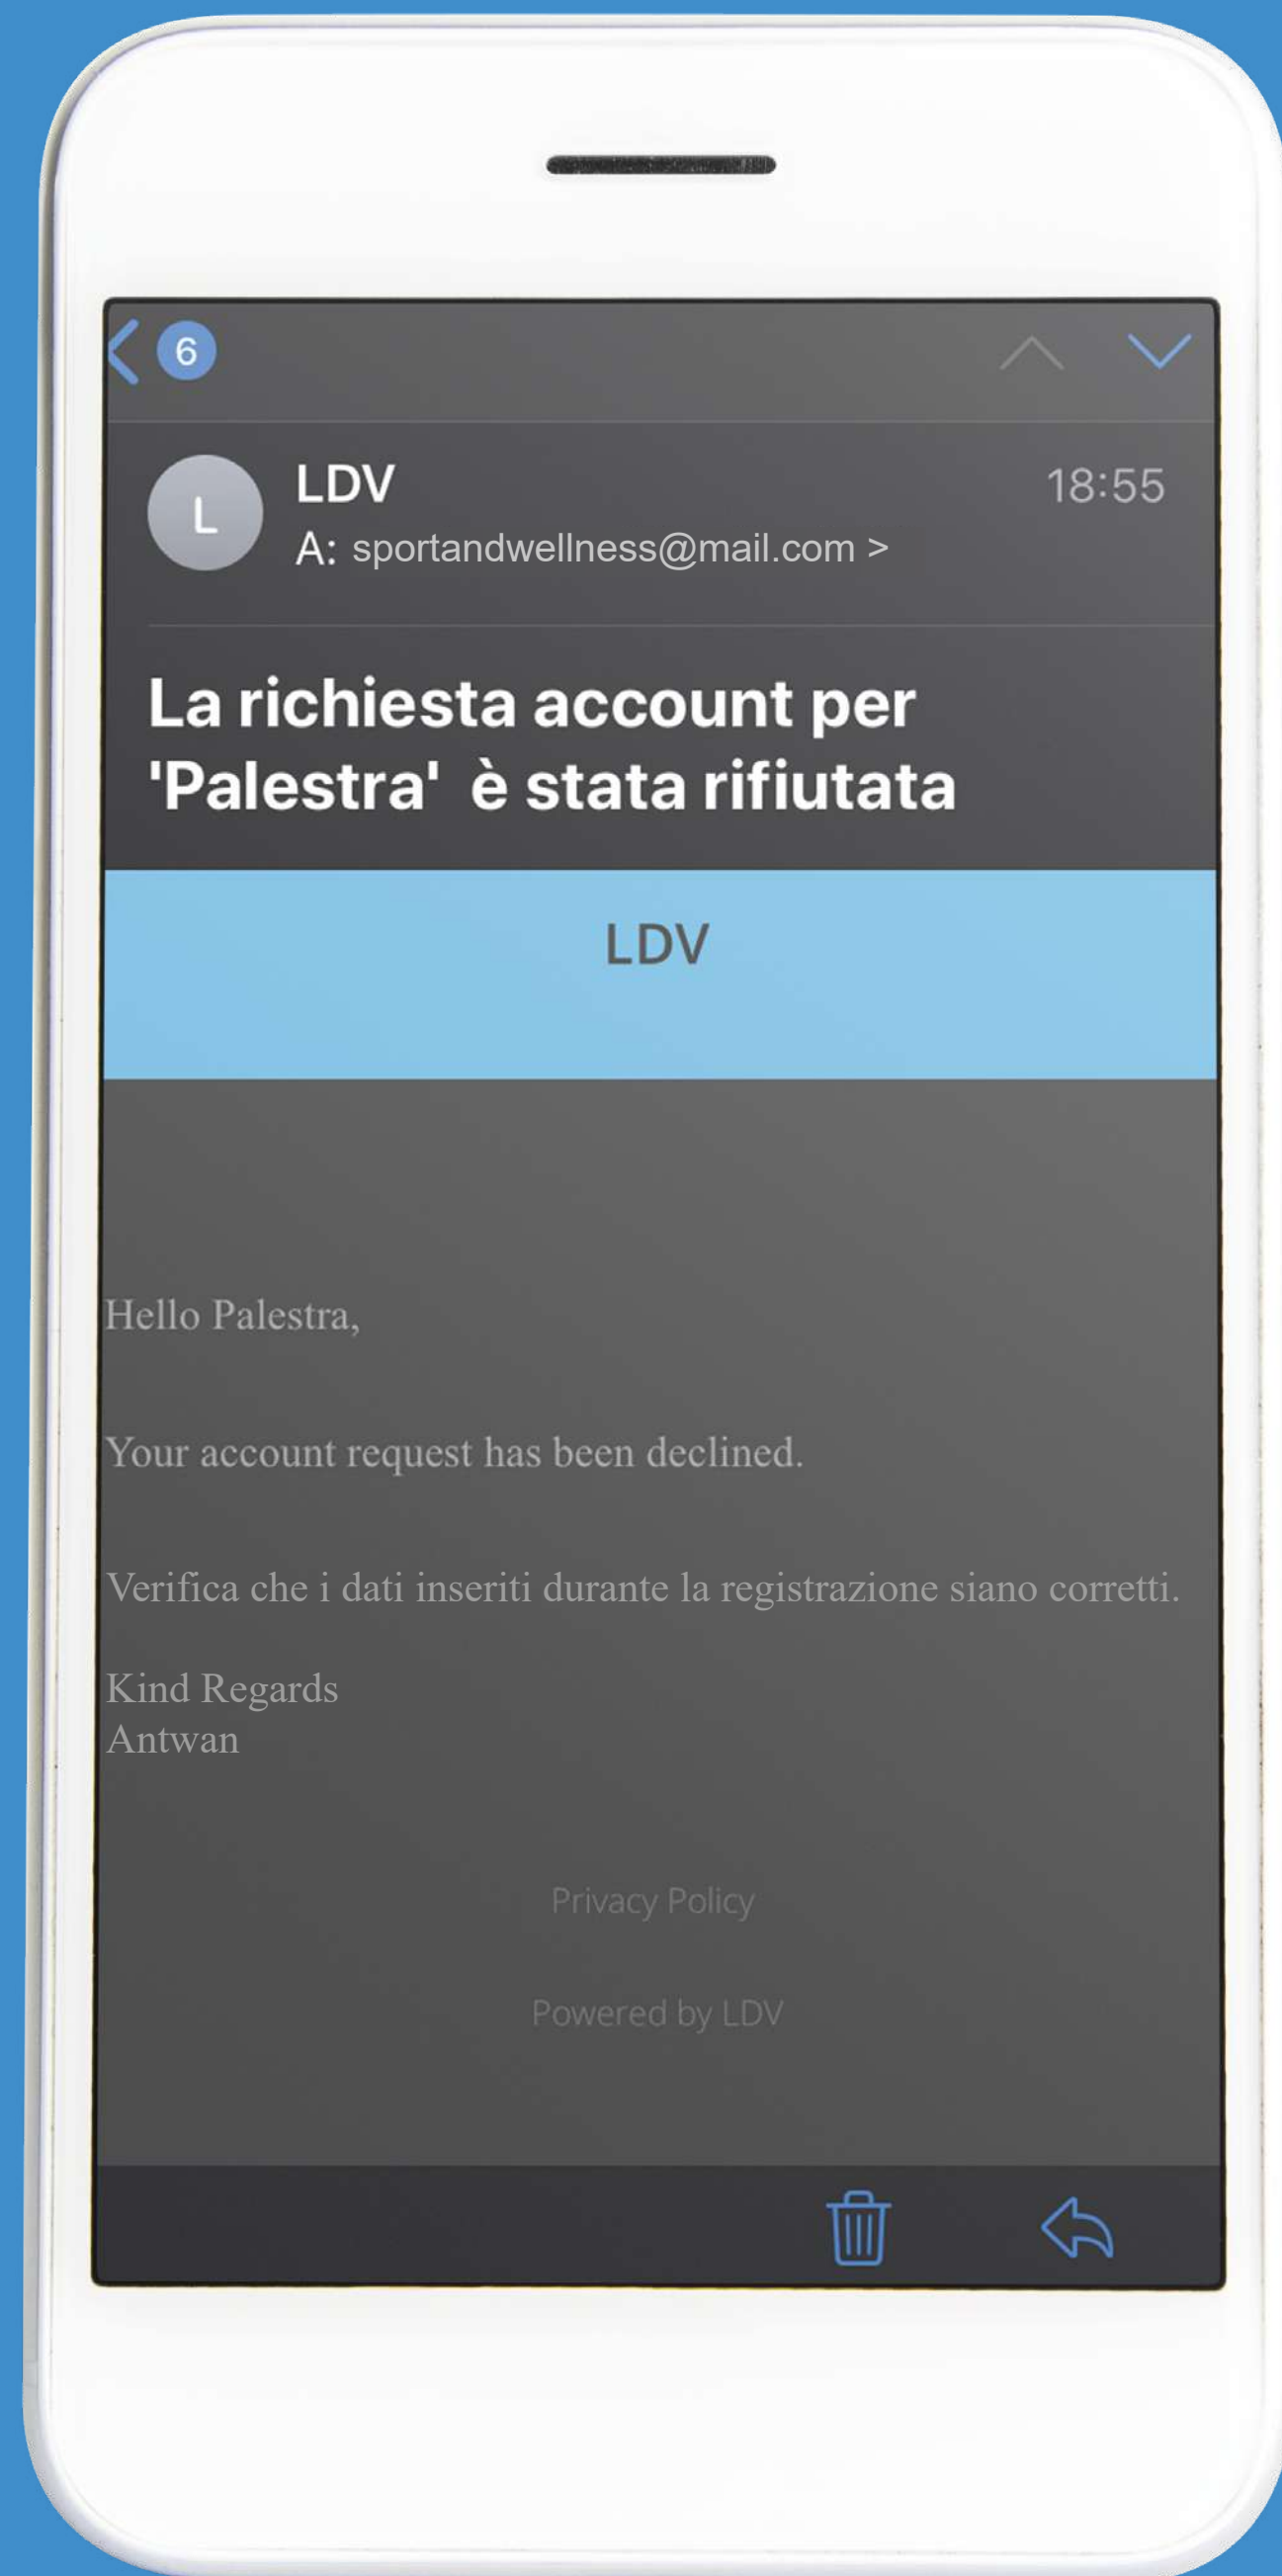 6
L
LDV
18:55
A: sportandwellness@mail.com >
La richiesta account per
'Palestra' è stata rifiutata
LDV
Hello Palestra,
Your account request has been declined.
Verifica che i dati inseriti durante la registrazione siano corretti.
Kind Regards
Antwan
Privacy Policy
Powered by LDV